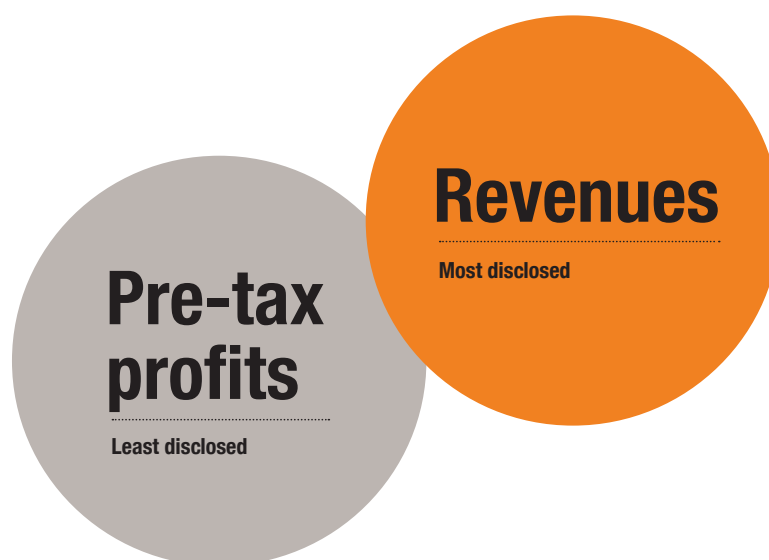 Revenues
Most disclosed
Pre-tax
profits
Least disclosed